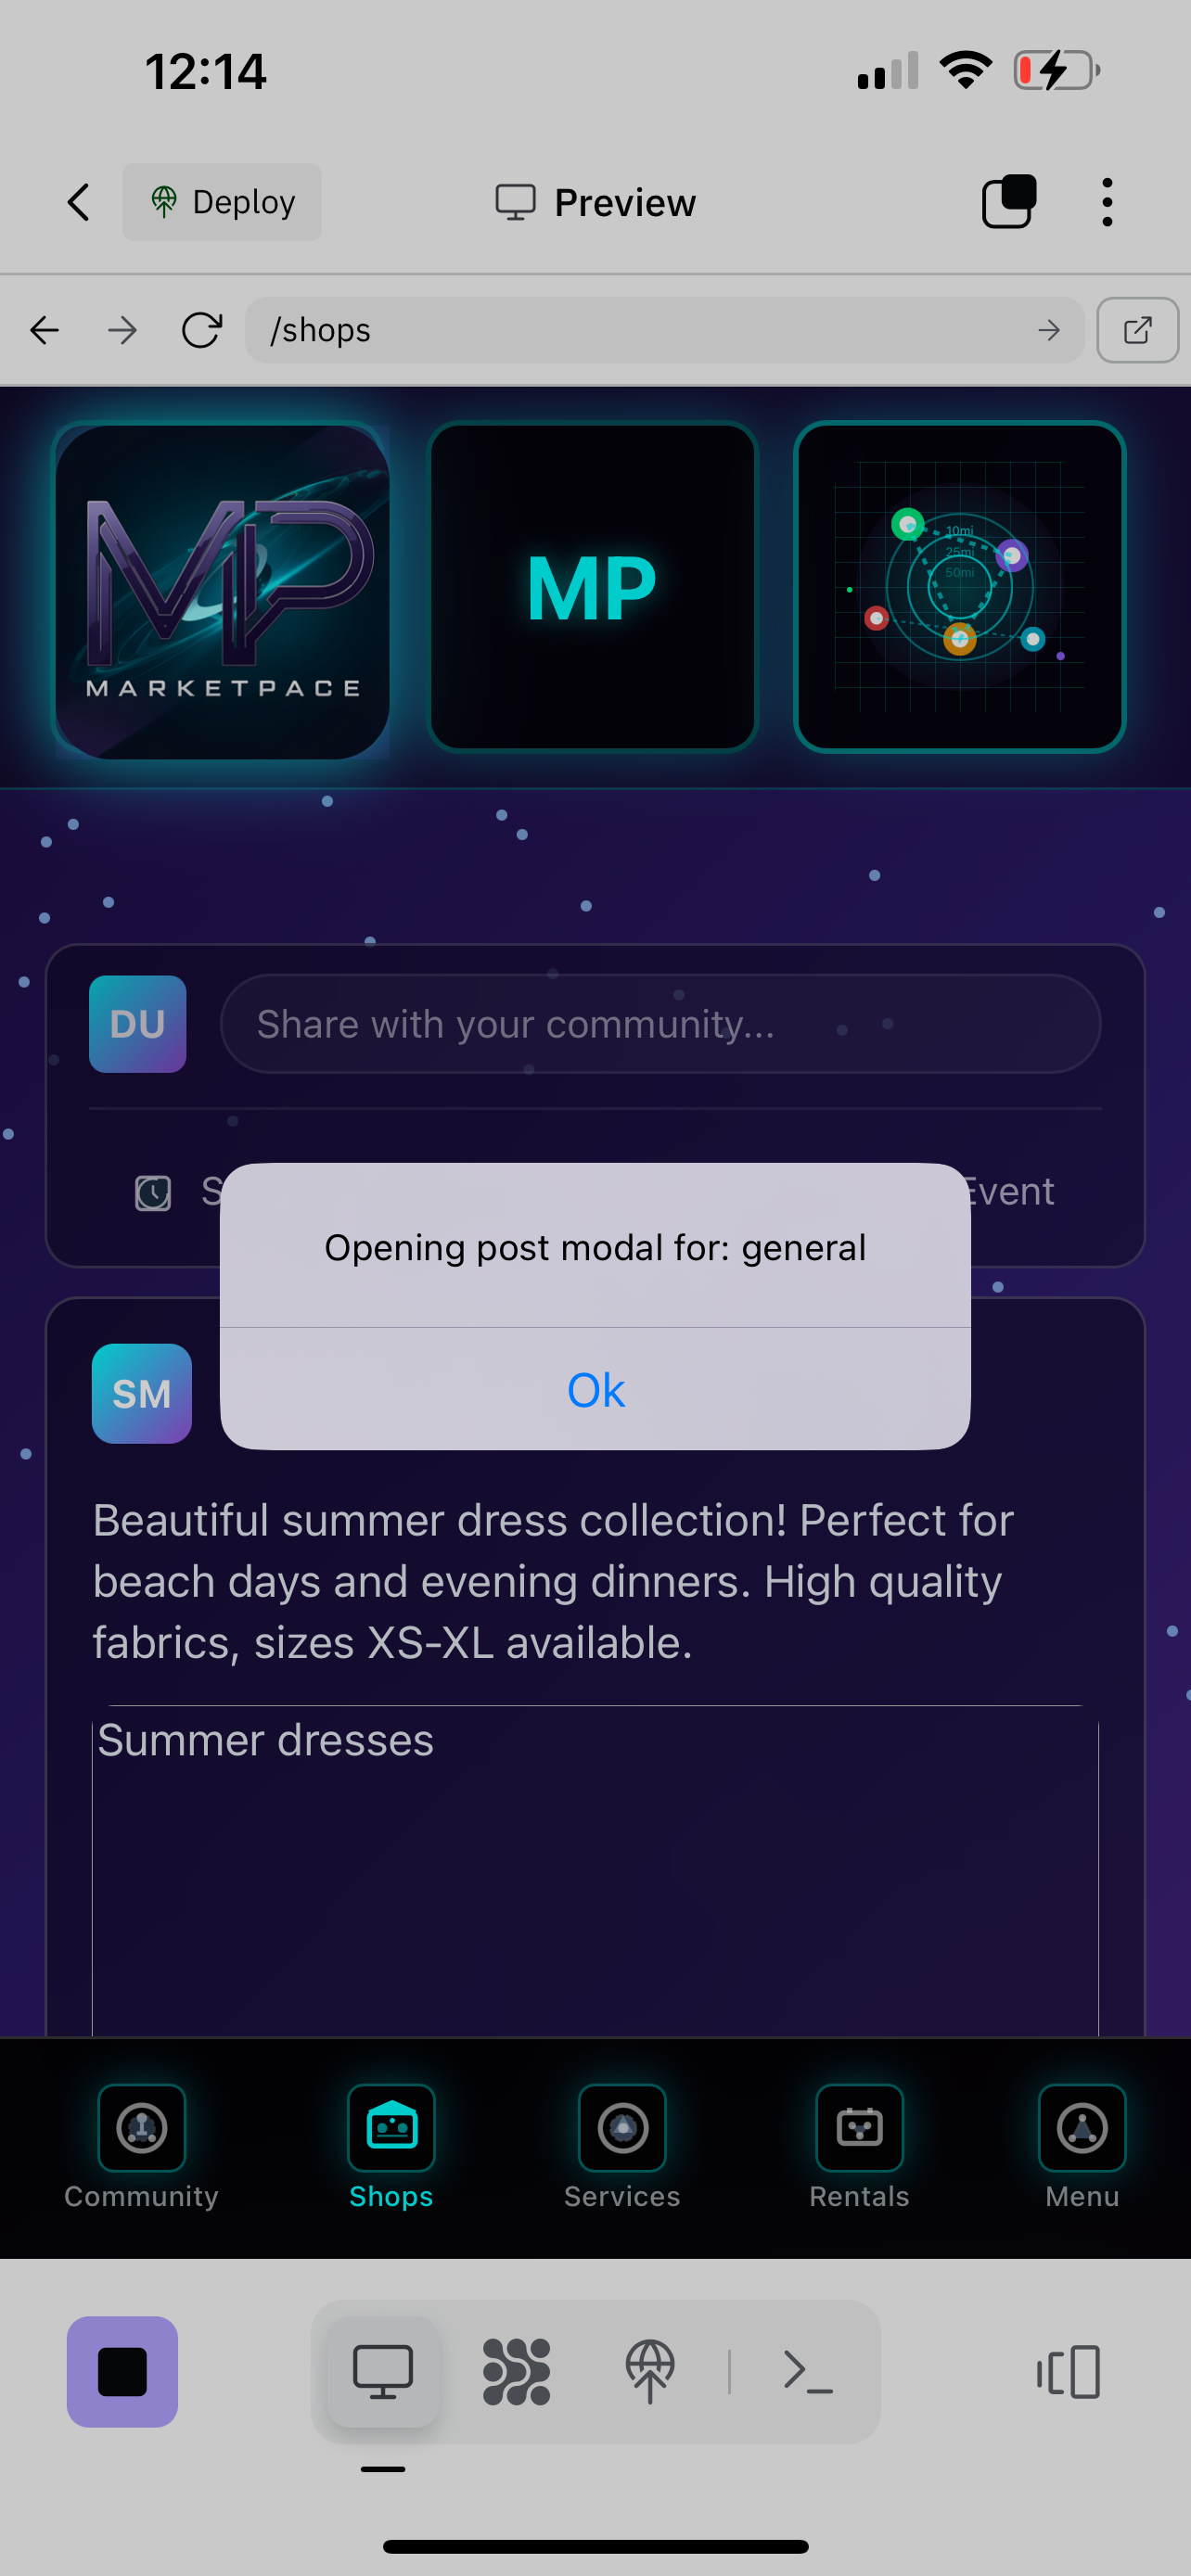 12:14
Deploy
Preview
/shops
MP
MARKETPACE
MP
10mi
25mi
50mi
DU
Share with your community...
S
Event
Opening post modal for: general
Ok
SM
Beautiful summer dress collection! Perfect for
beach days and evening dinners. High quality
fabrics, sizes XS-XL available.
Summer dresses
Community
Shops
Services
Rentals
Menu